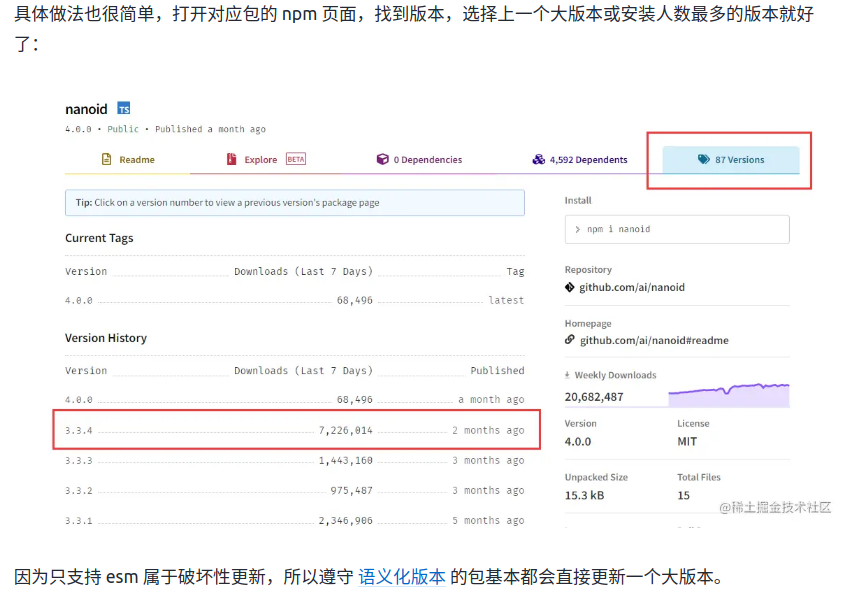 具体做法也很简单，打开对应包的 npm 页面，找到版本，选择上一个大版本或安装人数最多的版本就好
了：
nanoid TS
4.0.0 • Public • Published a month ago
Readme Explore BETA 0 Dependencies 4,592 Dependents 87 Versions
Tip: Click on a version number to view a previous version's package page
Current Tags
Version Downloads (Last 7 Days) Tag
4.0.0 68,496 latest
Version History
Version Downloads (Last 7 Days) Published
4.0.0 68,496 a month ago
3.3.4 7,226,014 2 months ago
3.3.3 1,443,160 3 months ago
3.3.2 975,487 3 months ago
3.3.1 2,346,906 5 months ago
Install
> npm i nanoid
Repository
github.com/ai/nanoid
Homepage
github.com/ai/nanoid#readme
Weekly Downloads
20,682,487
Version License
4.0.0 MIT
Unpacked Size Total Files
15.3 kB 15
@稀土掘金技术社区
因为只支持 esm 属于破坏性更新，所以遵守 语义化版本 的包基本都会直接更新一个大版本。